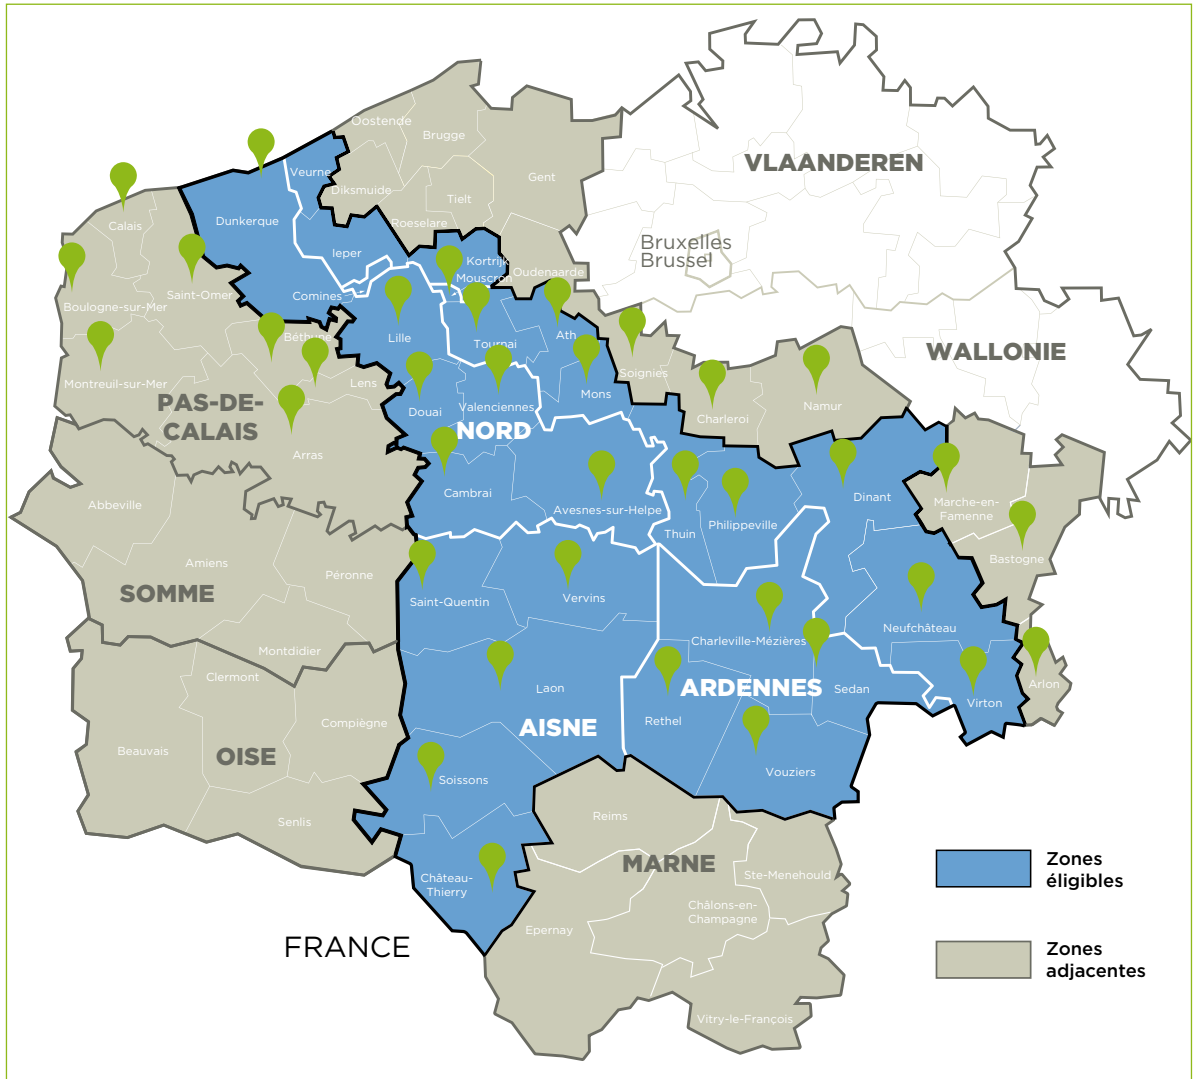 Oostende
Brugge
VLAANDEREN
Veurne
Gent
Diksmuide
Tielt
Dunkerque
Calais
Roeselare
Bruxelles
Brussel
Ieper
Kortrijk
Oudenaarde
Mouscron
Saint-Omer
Comines
Boulogne-sur-Mer
Béthune
Lille
Tournai
Ath
WALLONIE
Soignies
Montreuil-sur-Mer
Lens
Mons
PAS-DE-
CALAIS
Douai
Valenciennes
Charleroi
Namur
NORD
Arras
Cambrai
Dinant
Abbeville
Avesnes-sur-Helpe
Marche-en-
Famenne
Philippeville
Thuin
Bastogne
Amiens
Péronne
SOMME
Saint-Quentin
Vervins
Neufchâteau
Charleville-Mézières
Montdidier
Clermont
Laon
ARDENNES
Sedan
Arlon
Virton
Compiègne
Rethel
AISNE
Beauvais
OISE
Soissons
Vouziers
Senlis
Reims
MARNE
Château-
Thierry
Ste-Menehould
Châlons-en-
Champagne
Epernay
FRANCE
Vitry-le-François
Zones
éligibles
Zones
adjacentes